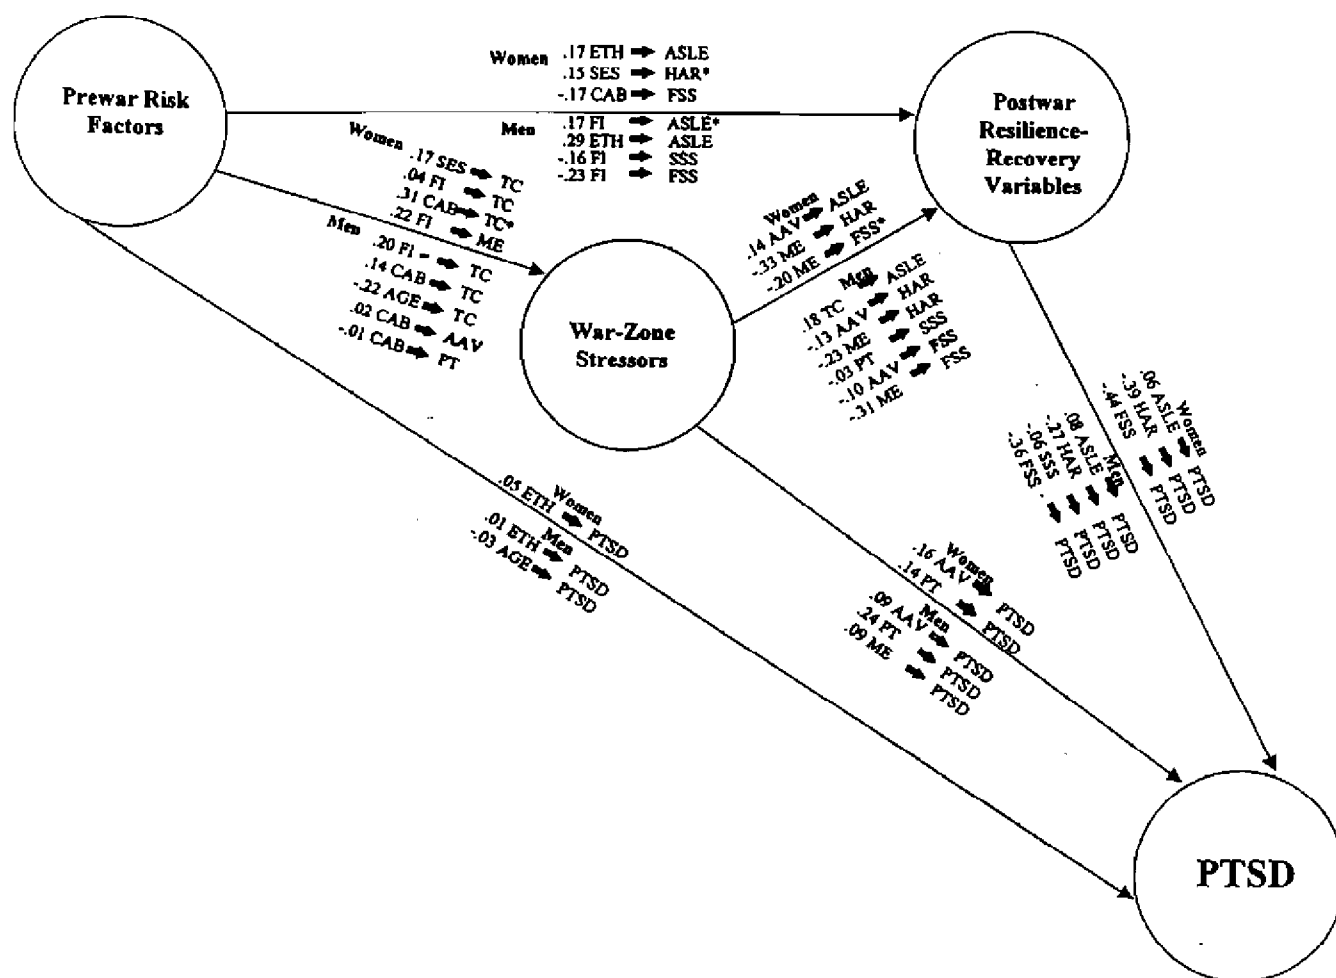 Prewar Risk
Factors
Women
.17 ETH → ASLE
.15 SES → HAR*
-.17 CAB → FSS
Men
.17 FI → ASLE*
.29 ETH → ASLE
-.16 FI → SSS
-.23 FI → FSS
Postwar
Resilience-
Recovery
Variables
Women
.17 SES → TC
.04 FI → TC
.31 CAB → TC*
.22 FI → ME
Men
.20 FI → TC
.14 CAB → TC
-.22 AGE → TC
.02 CAB → AAV
-.01 CAB → PT
War-Zone
Stressors
Women
.14 AAV → ASLE
-.33 ME → HAR
-.20 ME → FSS*
Men
.18 TC → ASLE
-.13 AAV → HAR
-.23 ME → HAR
-.03 PT → SSS
-.10 AAV → FSS
-.31 ME → FSS
Women
.06 ASLE → PTSD
-.39 HAR → PTSD
-.44 FSS → PTSD
Men
.08 ASLE → PTSD
-.27 HAR → PTSD
-.06 SSS → PTSD
-.36 FSS → PTSD
Women
.05 ETH → PTSD
Men
.01 ETH → PTSD
-.03 AGE → PTSD
Women
.16 AAV → PTSD
.14 PT → PTSD
Men
.09 AAV → PTSD
.24 PT → PTSD
.09 ME → PTSD
PTSD